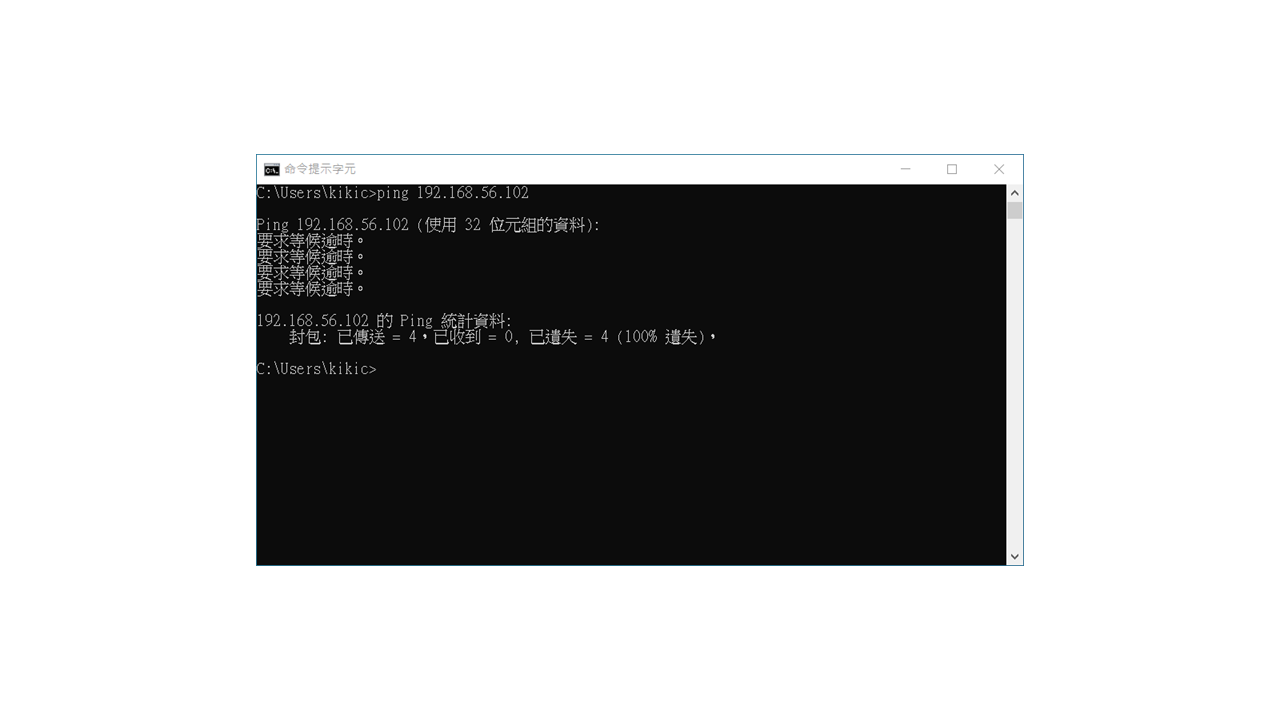 命令提示字元
C:\Users\kikic>ping 192.168.56.102
Ping 192.168.56.102 (使用 32 位元組的資料):
要求等候逾時。
要求等候逾時。
要求等候逾時。
要求等候逾時。
192.168.56.102 的 Ping 統計資料:
封包: 已傳送 = 4，已收到 = 0, 已遺失 = 4 (100% 遺失)，
C:\Users\kikic>